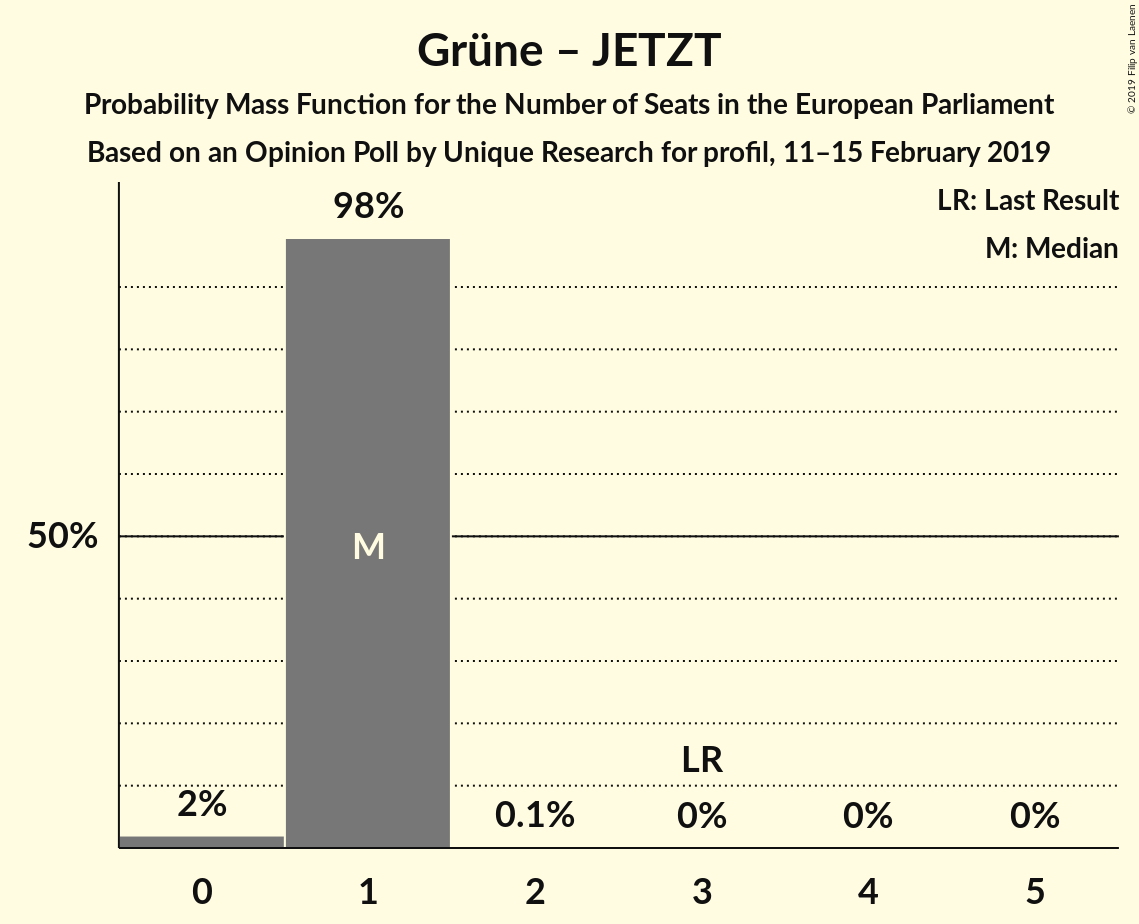 Grüne – JETZT
Probability Mass Function for the Number of Seats in the European Parliament
Based on an Opinion Poll by Unique Research for profil, 11–15 February 2019
© 2019 Filip van Laenen
LR: Last Result
M: Median
98%
50%
M
LR
2%
0.1%
0%
0%
0%
0 1 2 3 4 5